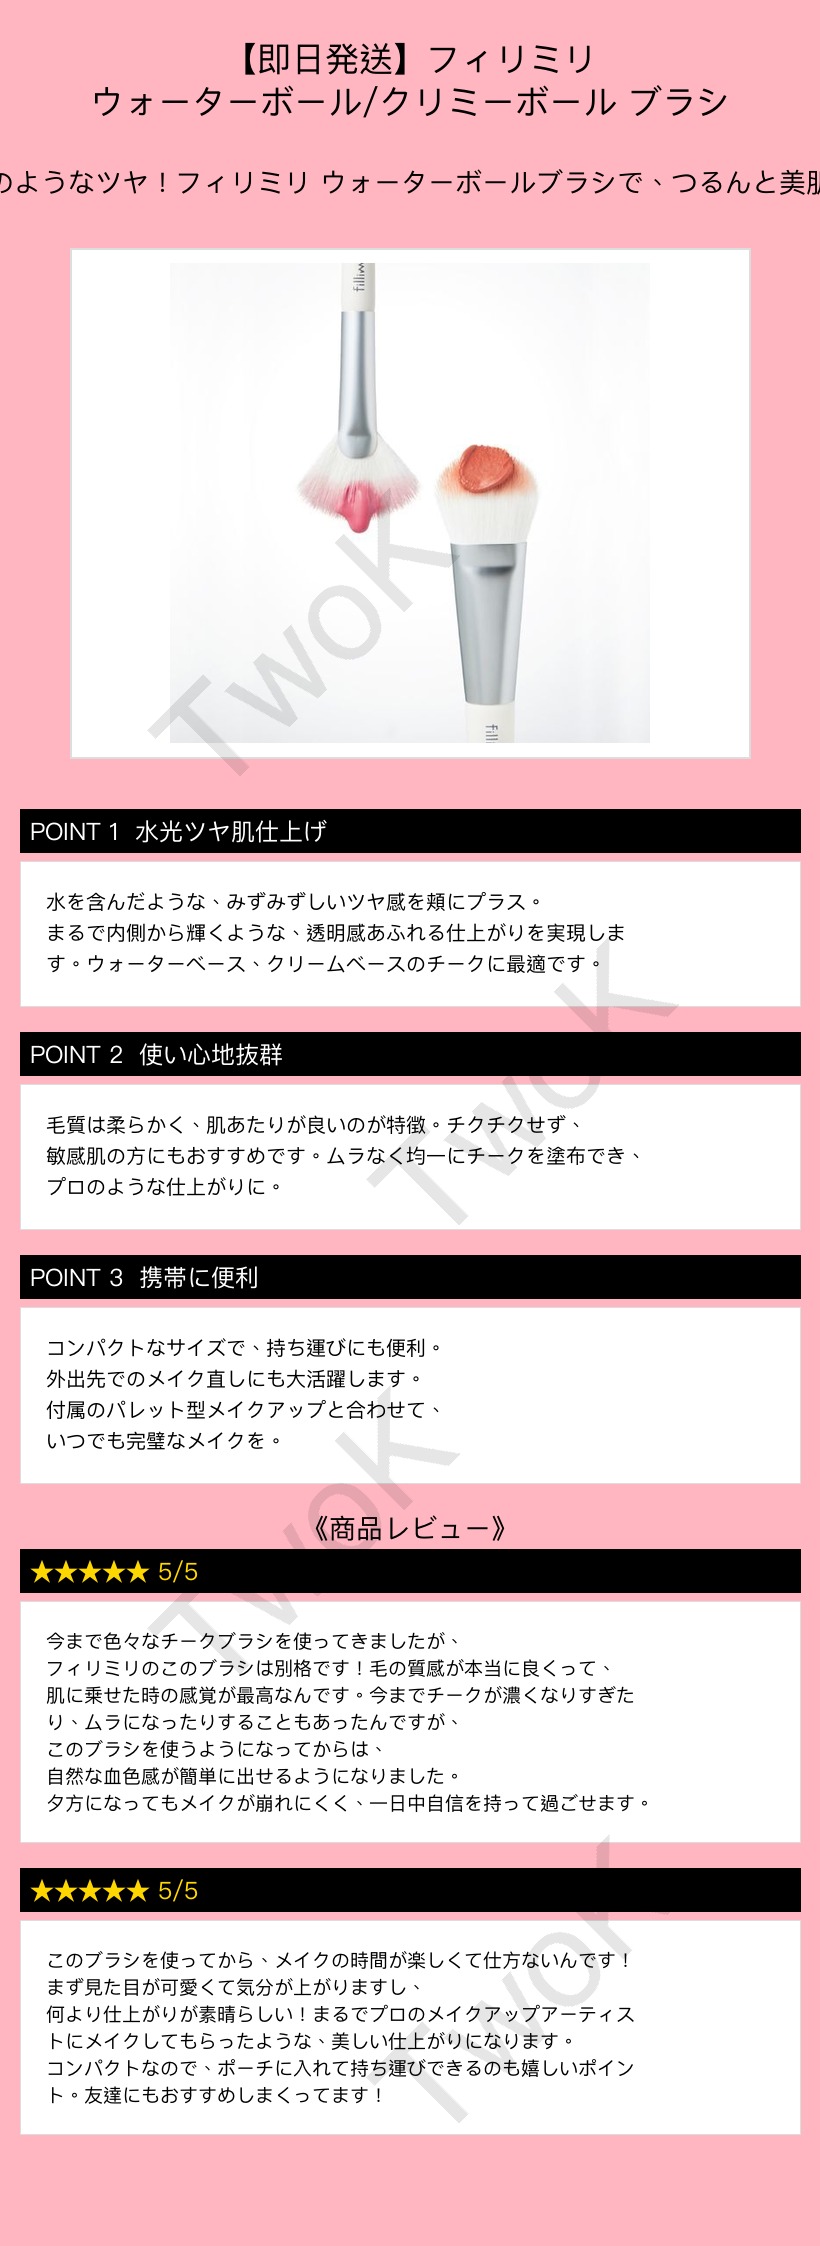 【即日発送】フィリミリ
ウォーターボール/クリミーボール ブラシ
のようなツヤ！フィリミリ ウォーターボールブラシで、つるんと美肌
filliw
filli
TwoK
POINT 1 水光ツヤ肌仕上げ
水を含んだような、みずみずしいツヤ感を頬にプラス。
まるで内側から輝くような、透明感あふれる仕上がりを実現しま
す。ウォーターベース、クリームベースのチークに最適です。
TwoK
POINT 2 使い心地抜群
毛質は柔らかく、肌あたりが良いのが特徴。チクチクせず、
敏感肌の方にもおすすめです。ムラなく均一にチークを塗布でき、
プロのような仕上がりに。
POINT 3 携帯に便利
コンパクトなサイズで、持ち運びにも便利。
外出先でのメイク直しにも大活躍します。
付属のパレット型メイクアップと合わせて、
いつでも完璧なメイクを。
TwoK
《商品レビュー》
★★★★★ 5/5
今まで色々なチークブラシを使ってきましたが、
フィリミリのこのブラシは別格です！毛の質感が本当に良くって、
肌に乗せた時の感覚が最高なんです。今までチークが濃くなりすぎた
り、ムラになったりすることもあったんですが、
このブラシを使うようになってからは、
自然な血色感が簡単に出せるようになりました。
夕方になってもメイクが崩れにくく、一日中自信を持って過ごせます。
★★★★★ 5/5
このブラシを使ってから、メイクの時間が楽しくて仕方ないんです！
まず見た目が可愛くて気分が上がりますし、
何より仕上がりが素晴らしい！まるでプロのメイクアップアーティス
トにメイクしてもらったような、美しい仕上がりになります。
コンパクトなので、ポーチに入れて持ち運びできるのも嬉しいポイン
ト。友達にもおすすめしまくってます！
TwoK